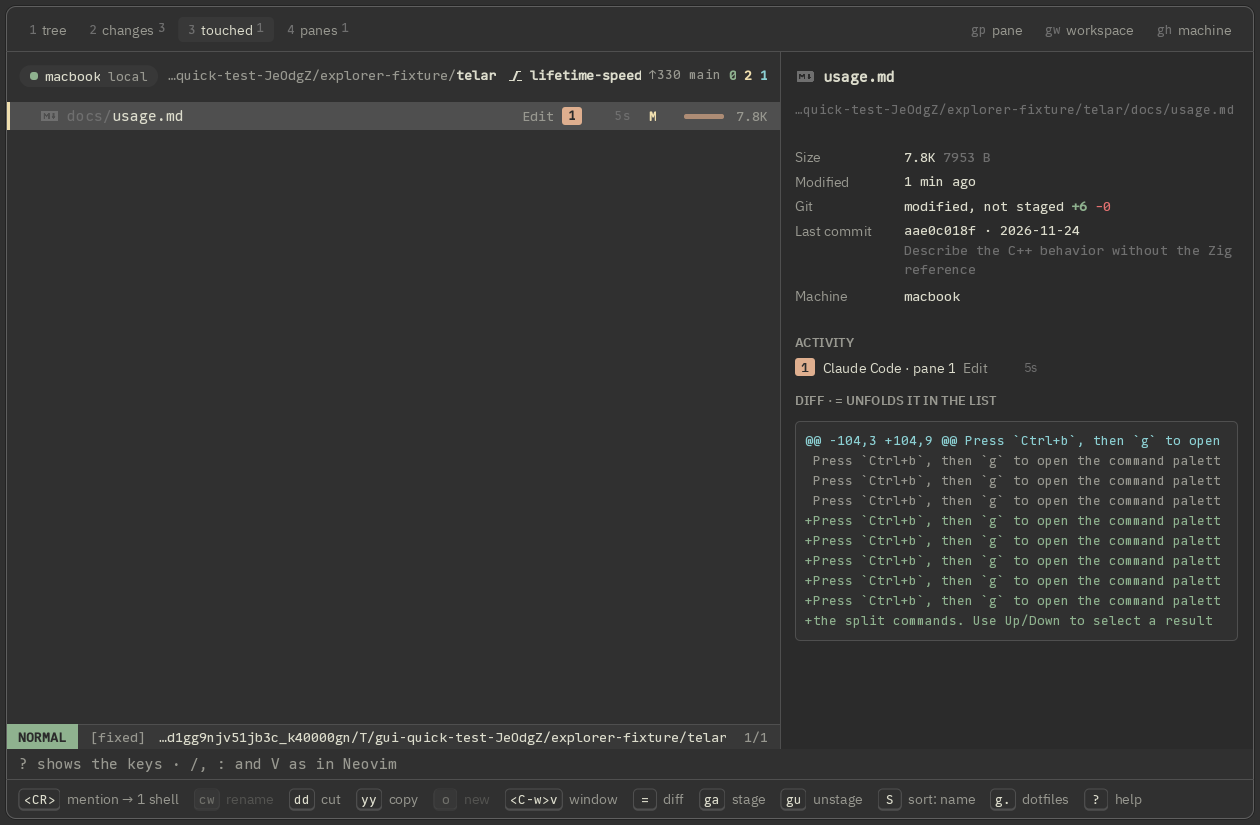 1 tree 2 changes 3 3 touched 1 4 panes 1 gp pane gw workspace gh machine
macbook local …quick-test-JeOdgZ/explorer-fixture/telar lifetime-speed ↑330 main 0 2 1
docs/usage.md Edit 1 5s M 7.8K
usage.md
…quick-test-JeOdgZ/explorer-fixture/telar/docs/usage.md
Size 7.8K 7953 B
Modified 1 min ago
Git modified, not staged +6 -0
Last commit aae0c018f · 2026-11-24
Describe the C++ behavior without the Zig
reference
Machine macbook
ACTIVITY
1 Claude Code · pane 1 Edit 5s
DIFF · = UNFOLDS IT IN THE LIST
@@ -104,3 +104,9 @@ Press `Ctrl+b`, then `g` to open
Press `Ctrl+b`, then `g` to open the command palett
Press `Ctrl+b`, then `g` to open the command palett
Press `Ctrl+b`, then `g` to open the command palett
+Press `Ctrl+b`, then `g` to open the command palett
+Press `Ctrl+b`, then `g` to open the command palett
+Press `Ctrl+b`, then `g` to open the command palett
+Press `Ctrl+b`, then `g` to open the command palett
+Press `Ctrl+b`, then `g` to open the command palett
+the split commands. Use Up/Down to select a result
NORMAL [fixed] …d1gg9njv51jb3c_k40000gn/T/gui-quick-test-JeOdgZ/explorer-fixture/telar 1/1
? shows the keys · /, : and V as in Neovim
<CR> mention → 1 shell cw rename dd cut yy copy o new <C-w>v window = diff ga stage gu unstage S sort: name g. dotfiles ? help